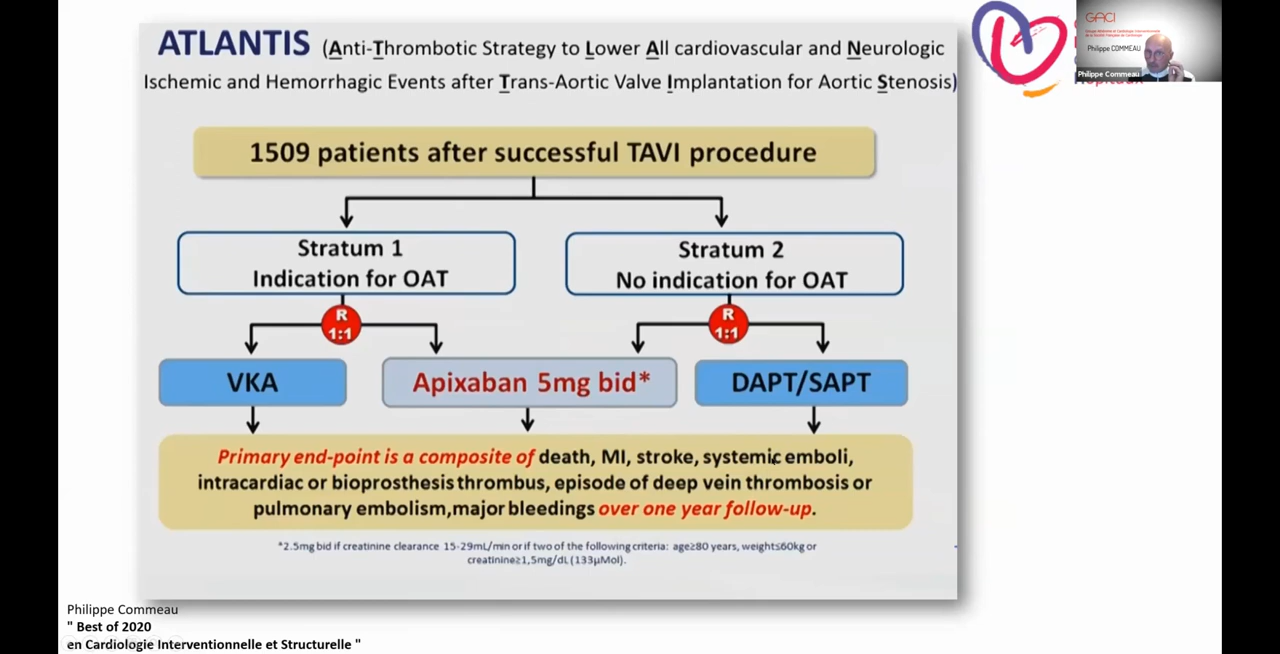 ATLANTIS (Anti-Thrombotic Strategy to Lower All cardiovascular and Neurologic
Ischemic and Hemorrhagic Events after Trans-Aortic Valve Implantation for Aortic Stenosis)
1509 patients after successful TAVI procedure
Stratum 1
Indication for OAT
Stratum 2
No indication for OAT
R
1:1
R
1:1
VKA
Apixaban 5mg bid*
DAPT/SAPT
Primary end-point is a composite of death, MI, stroke, systemic emboli,
intracardiac or bioprosthesis thrombus, episode of deep vein thrombosis or
pulmonary embolism,major bleedings over one year follow-up.
*2.5mg bid if creatinine clearance 15-29mL/min or if two of the following criteria: age≥80 years, weight≤60kg or
creatinine≥1,5mg/dL(133µMol).
GACI
Philippe COMMEAU
Philippe Commeau
Philippe Commeau
" Best of 2020
en Cardiologie Interventionnelle et Structurelle "